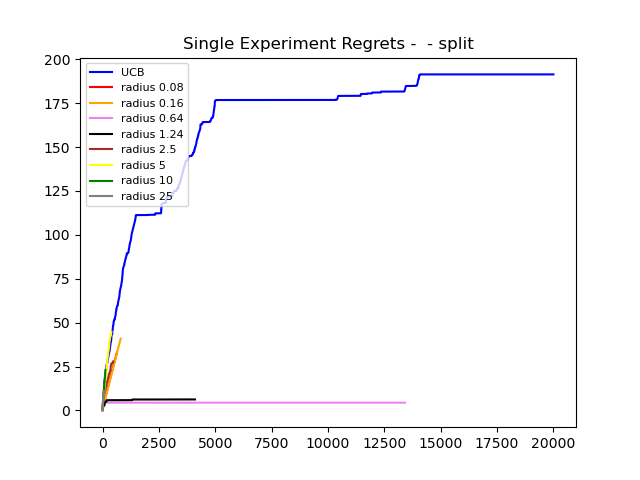 Single Experiment Regrets -  - split
200
175
150
125
100
75
50
25
0
UCB
radius 0.08
radius 0.16
radius 0.64
radius 1.24
radius 2.5
radius 5
radius 10
radius 25
0 2500 5000 7500 10000 12500 15000 17500 20000